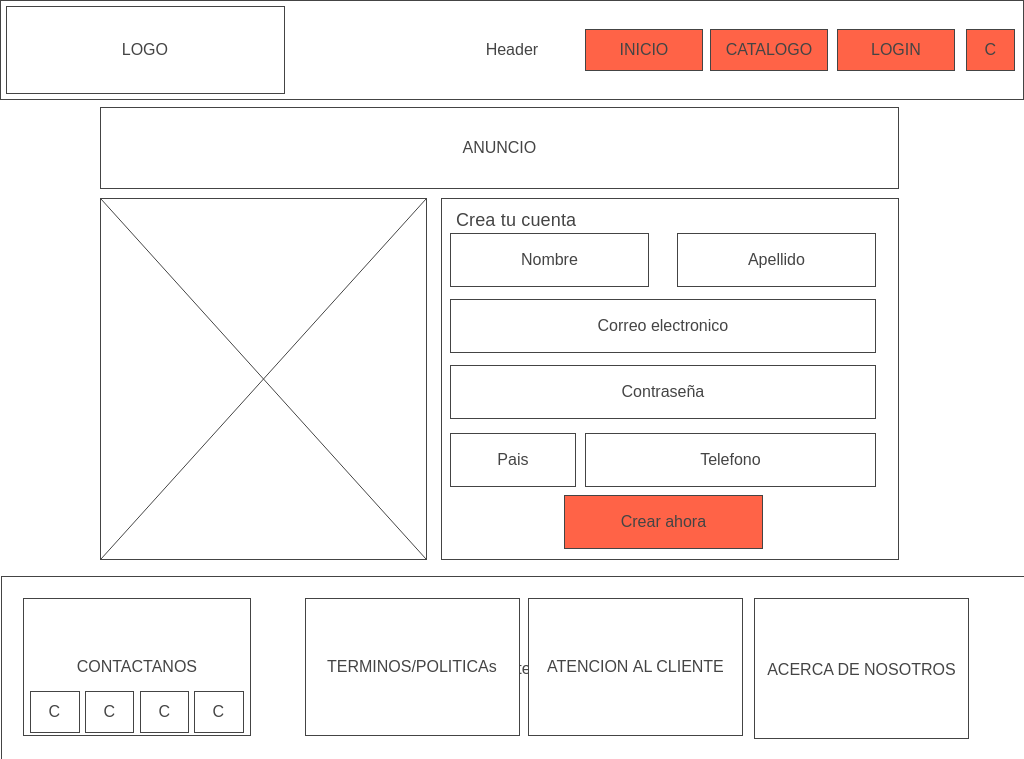 LOGO
Header
INICIO
CATALOGO
LOGIN
C
ANUNCIO
Crea tu cuenta
Nombre
Apellido
Correo electronico
Contraseña
Pais
Telefono
Crear ahora
CONTACTANOS
C
C
C
C
TERMINOS/POLITICAs
ATENCION AL CLIENTE
ACERCA DE NOSOTROS